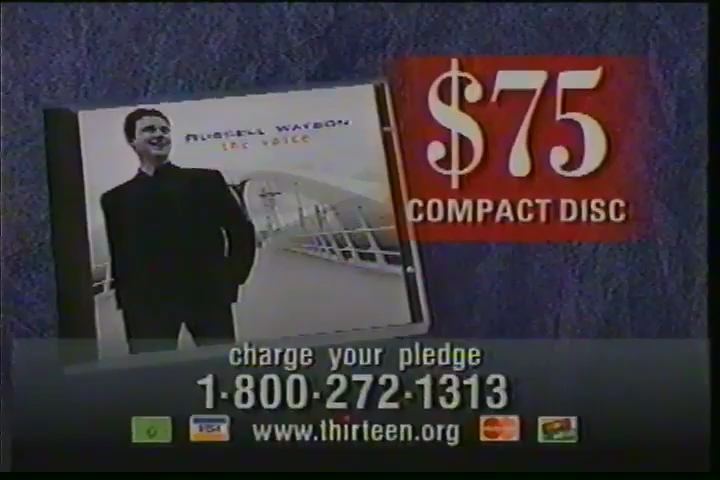 RUSSELL WATSON
the voice
$75
COMPACT DISC
charge your pledge
1·800·272·1313
VISA
www.thirteen.org